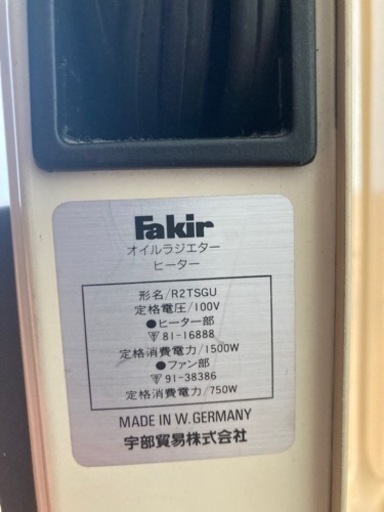 Fakir
オイルラジエター
ヒーター
形名/R2TSGU
定格電圧/100V
●ヒーター部
81-16888
定格消費電力/1500W
●ファン部
91-38386
定格消費電力/750W
MADE IN W.GERMANY
宇部貿易株式会社